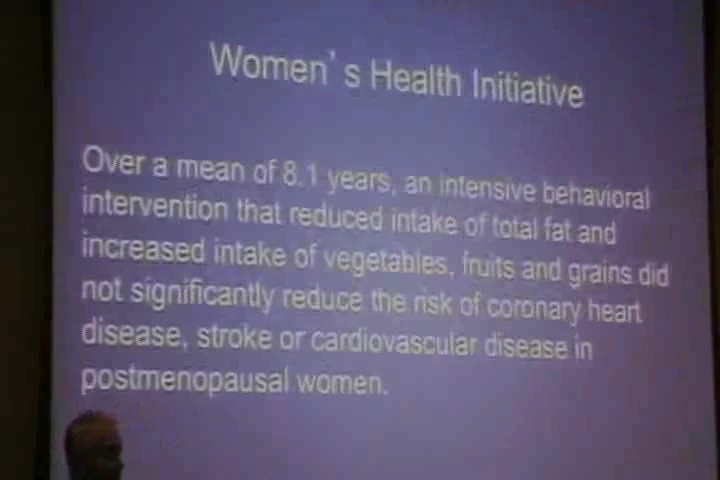 Women's Health Initiative
Over a mean of 8.1 years, an intensive behavioral
intervention that reduced intake of total fat and
increased intake of vegetables, fruits and grains did
not significantly reduce the risk of coronary heart
disease, stroke or cardiovascular disease in
postmenopausal women.